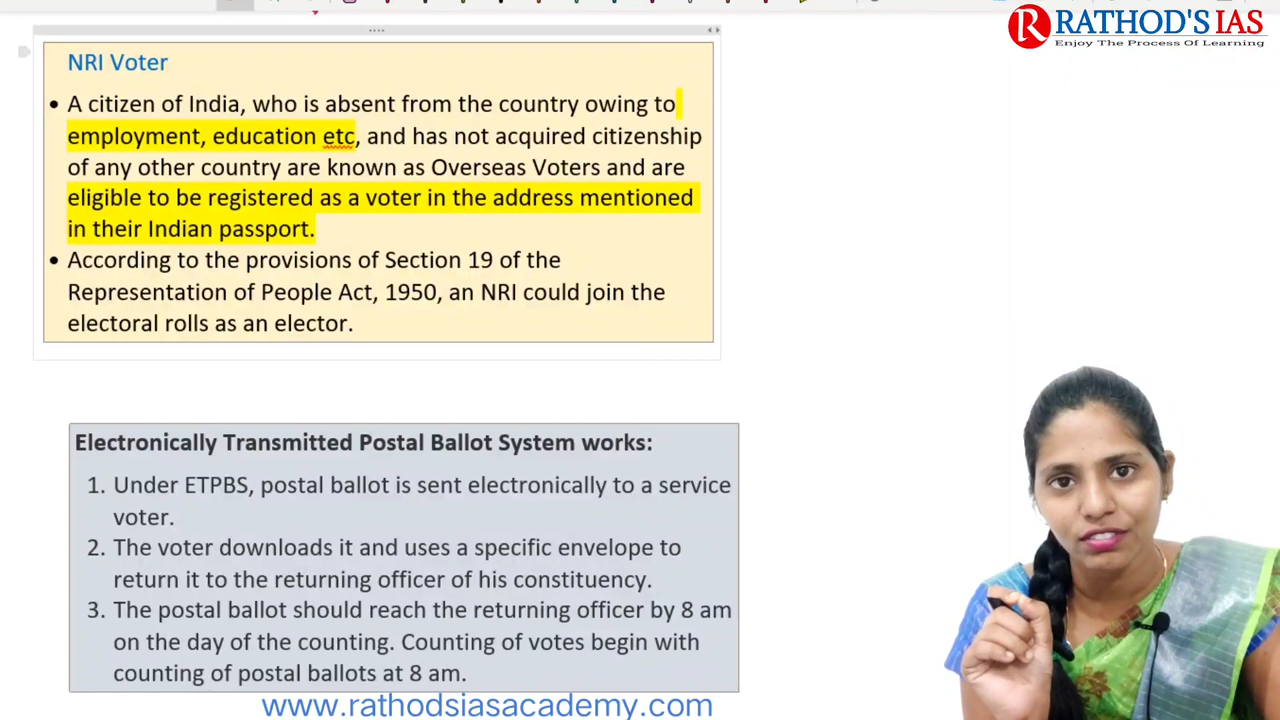 RATHOD'S IAS
Enjoy The Process Of Learning
NRI Voter
• A citizen of India, who is absent from the country owing to
employment, education etc, and has not acquired citizenship
of any other country are known as Overseas Voters and are
eligible to be registered as a voter in the address mentioned
in their Indian passport.
• According to the provisions of Section 19 of the
Representation of People Act, 1950, an NRI could join the
electoral rolls as an elector.
Electronically Transmitted Postal Ballot System works:
1. Under ETPBS, postal ballot is sent electronically to a service
voter.
2. The voter downloads it and uses a specific envelope to
return it to the returning officer of his constituency.
3. The postal ballot should reach the returning officer by 8 am
on the day of the counting. Counting of votes begin with
counting of postal ballots at 8 am.
www.rathodsiasacademy.com